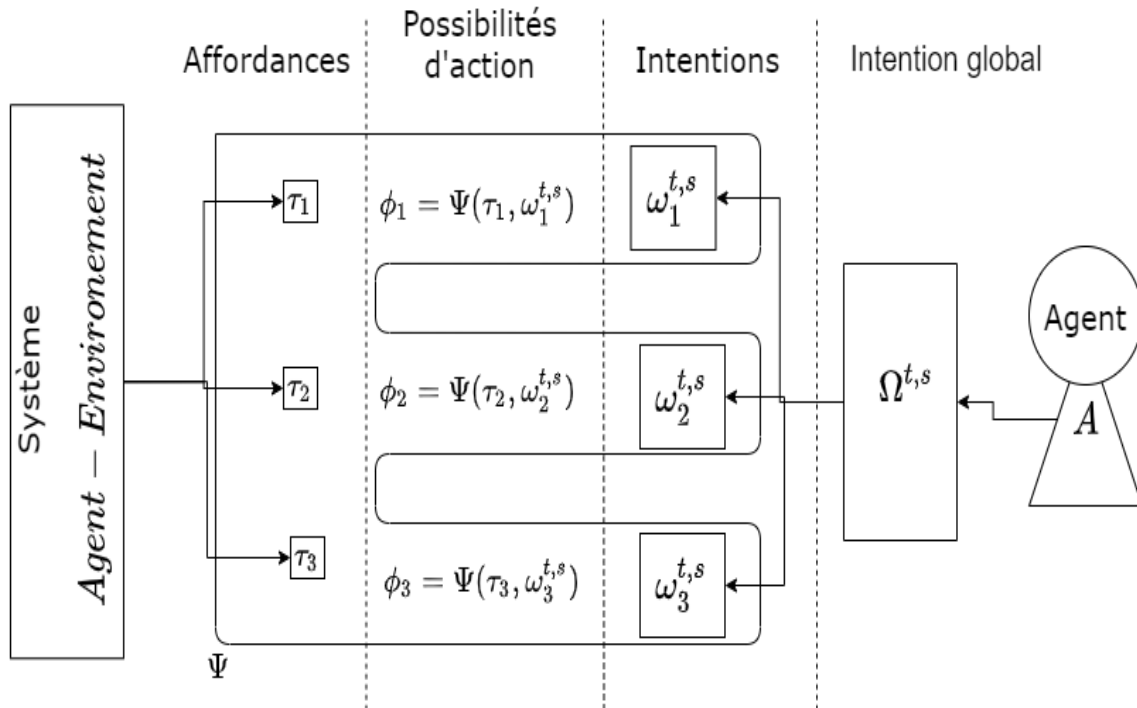 Affordances
Possibilités
d'action
Intentions
Intention global
Système
Agent − Environement
τ₁
ϕ₁ = Ψ(τ₁, ω₁^{t,s})
ω₁^{t,s}
τ₂
ϕ₂ = Ψ(τ₂, ω₂^{t,s})
ω₂^{t,s}
τ₃
ϕ₃ = Ψ(τ₃, ω₃^{t,s})
ω₃^{t,s}
Ψ
Ω^{t,s}
Agent
A